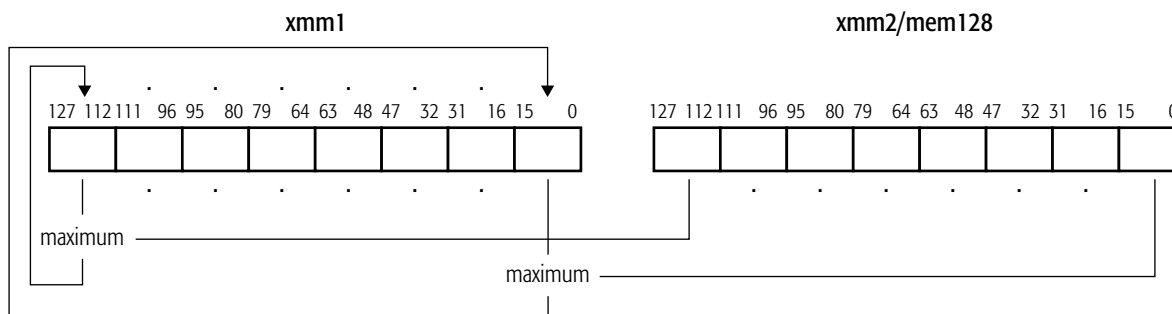 xmm1 xmm2/mem128
127 112 111 96 95 80 79 64 63 48 47 32 31 16 15 0 127 112 111 96 95 80 79 64 63 48 47 32 31 16 15 0
maximum
maximum